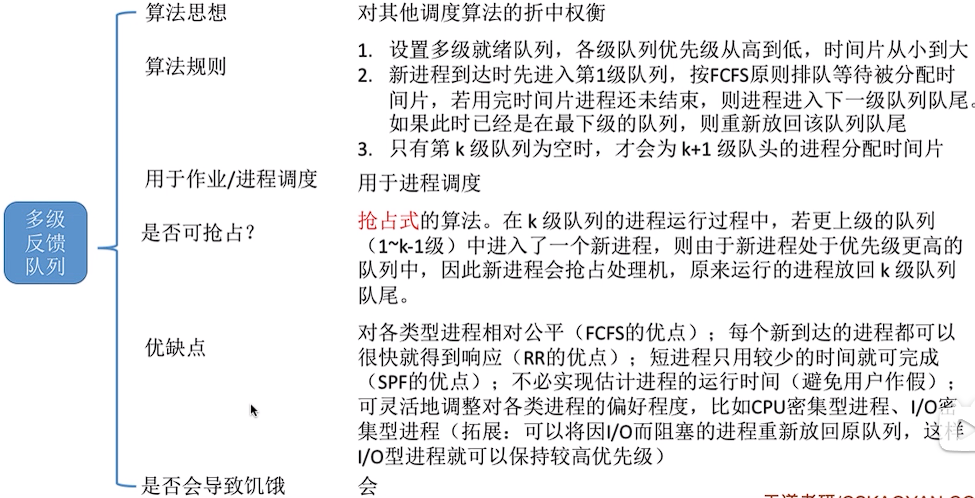 算法思想
对其他调度算法的折中权衡
算法规则
1. 设置多级就绪队列，各级队列优先级从高到低，时间片从小到大
2. 新进程到达时先进入第1级队列，按FCFS原则排队等待被分配时
间片，若用完时间片进程还未结束，则进程进入下一级队列队尾。
如果此时已经是在最下级的队列，则重新放回该队列队尾
3. 只有第 k 级队列为空时，才会为 k+1 级队头的进程分配时间片
用于作业/进程调度
用于进程调度
多级
反馈
队列
是否可抢占？
抢占式的算法。在 k 级队列的进程运行过程中，若更上级的队列
（1~k-1级）中进入了一个新进程，则由于新进程处于优先级更高的
队列中，因此新进程会抢占处理机，原来运行的进程放回 k 级队列
队尾。
优缺点
对各类型进程相对公平（FCFS的优点）；每个新到达的进程都可以
很快就得到响应（RR的优点）；短进程只用较少的时间就可完成
（SPF的优点）；不必实现估计进程的运行时间（避免用户作假）；
可灵活地调整对各类进程的偏好程度，比如CPU密集型进程、I/O密
集型进程（拓展：可以将因I/O而阻塞的进程重新放回原队列，这样
I/O型进程就可以保持较高优先级）
是否会导致饥饿
会